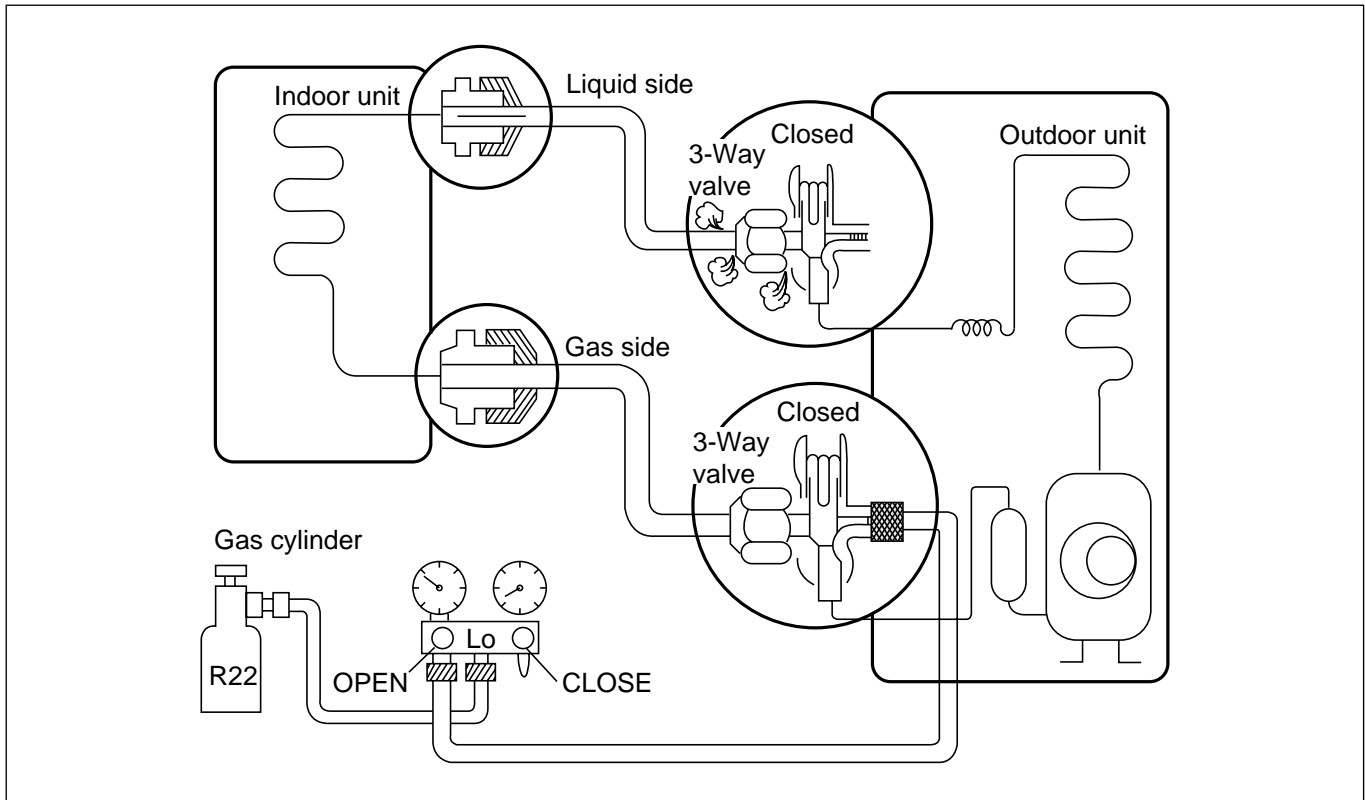 Indoor unit
Liquid side
Closed
3-Way
valve
Outdoor unit
Gas side
Closed
3-Way
valve
Gas cylinder
R22
Lo
OPEN
CLOSE